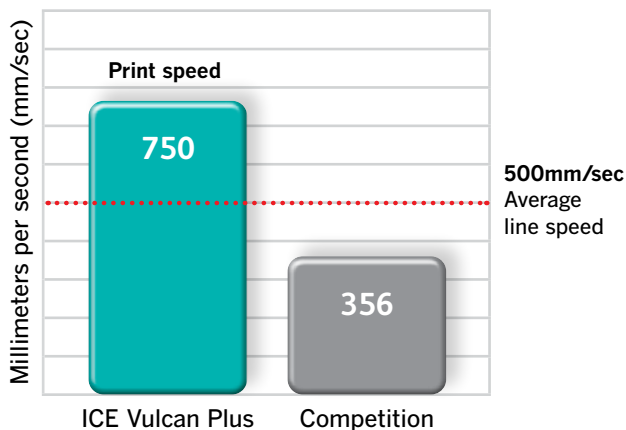 Millimeters per second (mm/sec)
Print speed
750
500mm/sec
Average
line speed
356
ICE Vulcan Plus
Competition